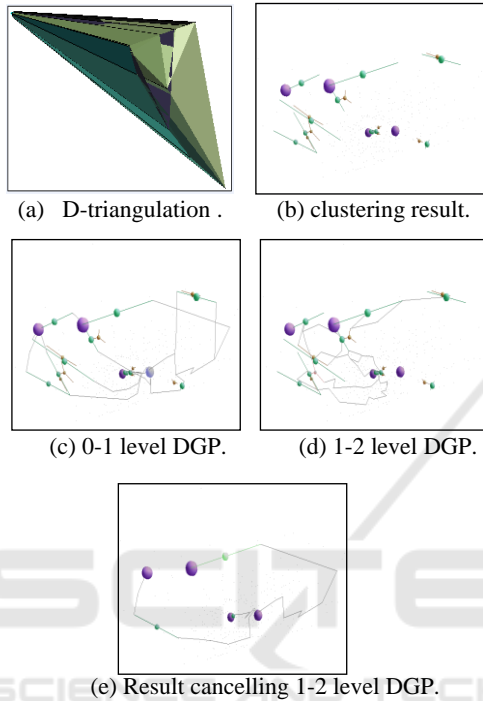 (a) D-triangulation .
(b) clustering result.
(c) 0-1 level DGP.
(d) 1-2 level DGP.
(e) Result cancelling 1-2 level DGP.